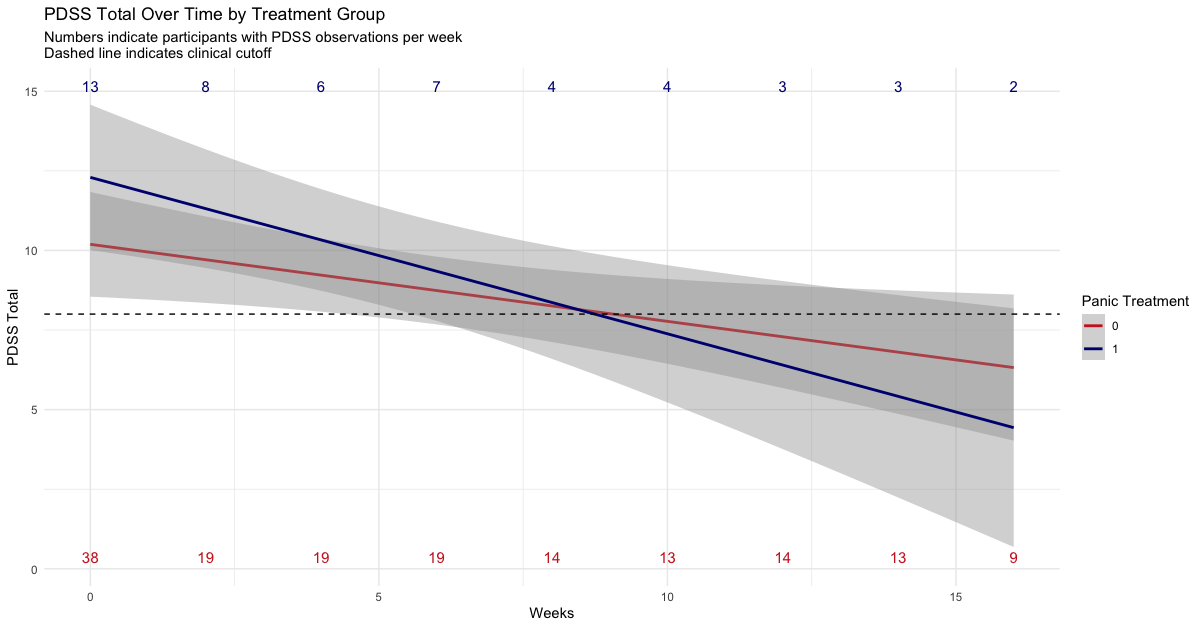 PDSS Total Over Time by Treatment Group
Numbers indicate participants with PDSS observations per week
Dashed line indicates clinical cutoff
13 8 6 7 4 4 3 3 2
15
10
5
0
PDSS Total
38 19 19 19 14 13 14 13 9
0 5 10 15
Weeks
Panic Treatment
0
1